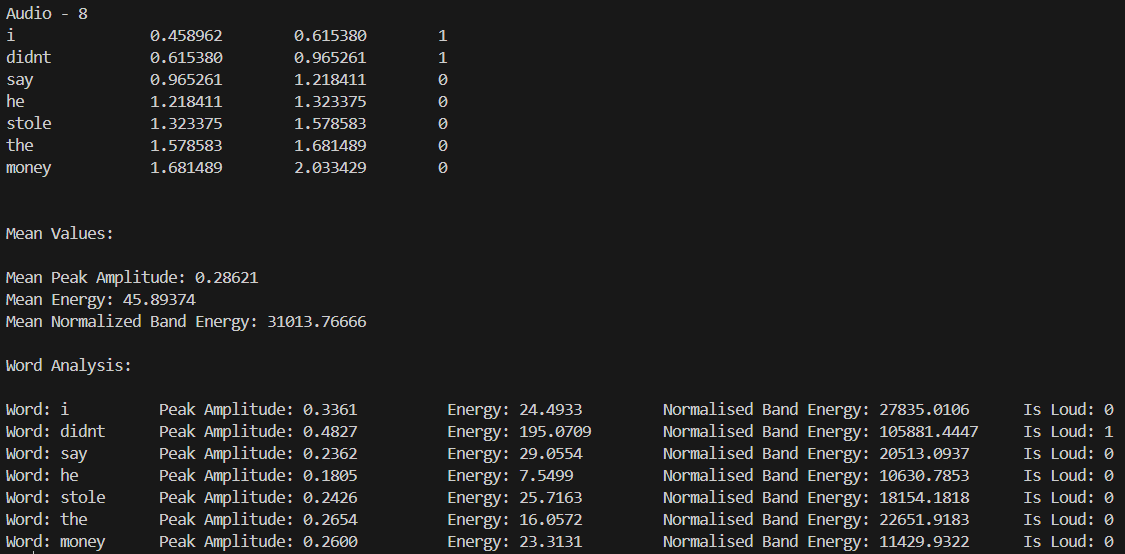 Audio - 8
i 0.458962 0.615380 1
didnt 0.615380 0.965261 1
say 0.965261 1.218411 0
he 1.218411 1.323375 0
stole 1.323375 1.578583 0
the 1.578583 1.681489 0
money 1.681489 2.033429 0
Mean Values:
Mean Peak Amplitude: 0.28621
Mean Energy: 45.89374
Mean Normalized Band Energy: 31013.76666
Word Analysis:
Word: i Peak Amplitude: 0.3361 Energy: 24.4933 Normalised Band Energy: 27835.0106 Is Loud: 0
Word: didnt Peak Amplitude: 0.4827 Energy: 195.0709 Normalised Band Energy: 105881.4447 Is Loud: 1
Word: say Peak Amplitude: 0.2362 Energy: 29.0554 Normalised Band Energy: 20513.0937 Is Loud: 0
Word: he Peak Amplitude: 0.1805 Energy: 7.5499 Normalised Band Energy: 10630.7853 Is Loud: 0
Word: stole Peak Amplitude: 0.2426 Energy: 25.7163 Normalised Band Energy: 18154.1818 Is Loud: 0
Word: the Peak Amplitude: 0.2654 Energy: 16.0572 Normalised Band Energy: 22651.9183 Is Loud: 0
Word: money Peak Amplitude: 0.2600 Energy: 23.3131 Normalised Band Energy: 11429.9322 Is Loud: 0